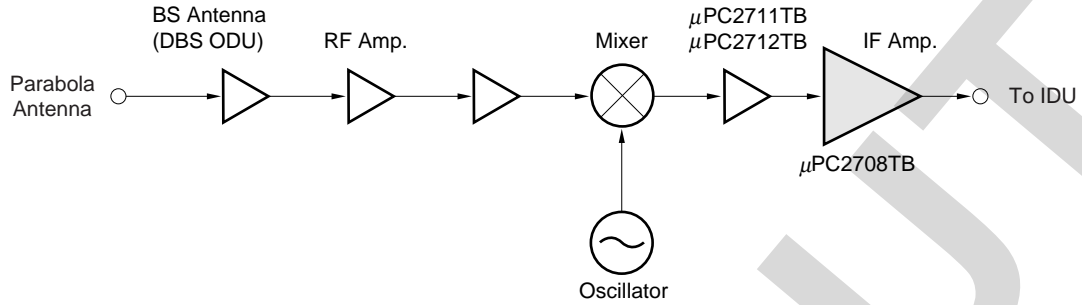 BS Antenna
(DBS ODU)
RF Amp.
Mixer
μPC2711TB
μPC2712TB
IF Amp.
Parabola
Antenna
To IDU
μPC2708TB
Oscillator